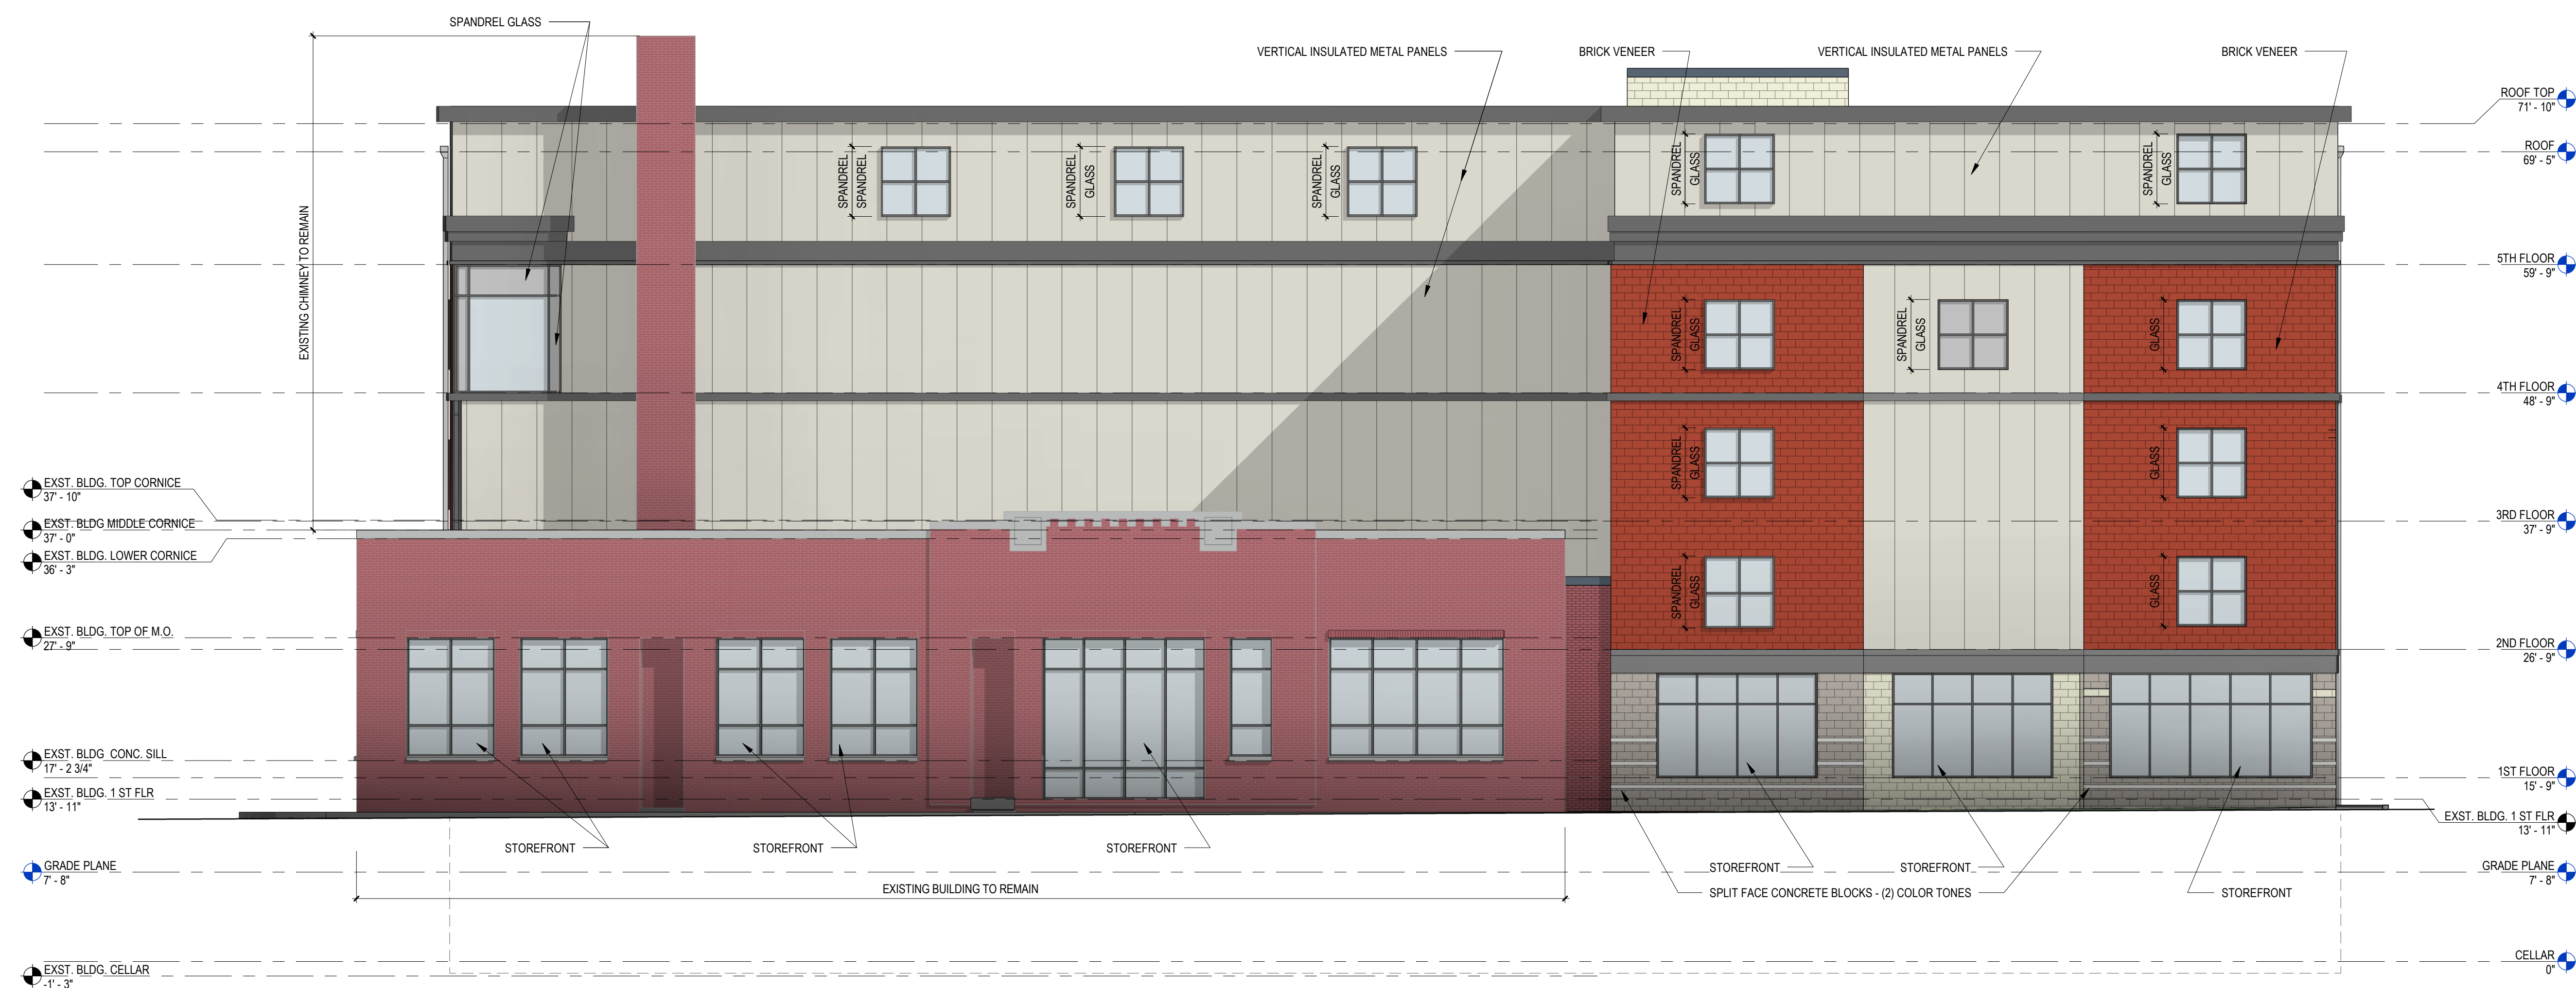 SPANDREL GLASS
VERTICAL INSULATED METAL PANELS
BRICK VENEER
VERTICAL INSULATED METAL PANELS
BRICK VENEER
ROOF TOP
71' - 10"
ROOF
69' - 5"
SPANDREL
SPANDREL
SPANDREL
GLASS
SPANDREL
GLASS
SPANDREL
GLASS
SPANDREL
GLASS
EXISTING CHIMNEY TO REMAIN
5TH FLOOR
59' - 9"
SPANDREL
GLASS
SPANDREL
GLASS
GLASS
4TH FLOOR
48' - 9"
SPANDREL
GLASS
GLASS
EXST. BLDG. TOP CORNICE
37' - 10"
EXST. BLDG MIDDLE CORNICE
37' - 0"
EXST. BLDG. LOWER CORNICE
36' - 3"
3RD FLOOR
37' - 9"
SPANDREL
GLASS
GLASS
EXST. BLDG. TOP OF M.O.
27' - 9"
2ND FLOOR
26' - 9"
EXST. BLDG  CONC. SILL
17' - 2 3/4"
EXST. BLDG. 1 ST FLR
13' - 11"
1ST FLOOR
15' - 9"
EXST. BLDG. 1 ST FLR
13' - 11"
STOREFRONT
STOREFRONT
STOREFRONT
STOREFRONT
STOREFRONT
GRADE PLANE
7' - 8"
GRADE PLANE
7' - 8"
EXISTING BUILDING TO REMAIN
SPLIT FACE CONCRETE BLOCKS - (2) COLOR TONES
STOREFRONT
EXST. BLDG. CELLAR
-1' - 3"
CELLAR
0"